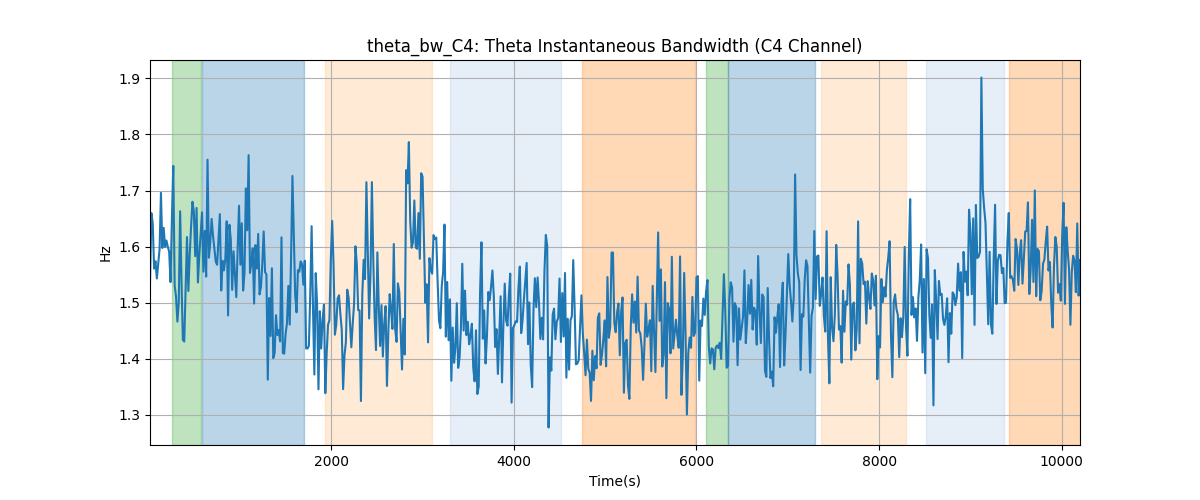 theta_bw_C4: Theta Instantaneous Bandwidth (C4 Channel)
1.9
1.8
1.7
1.6
1.5
1.4
1.3
Hz
2000 4000 6000 8000 10000
Time(s)